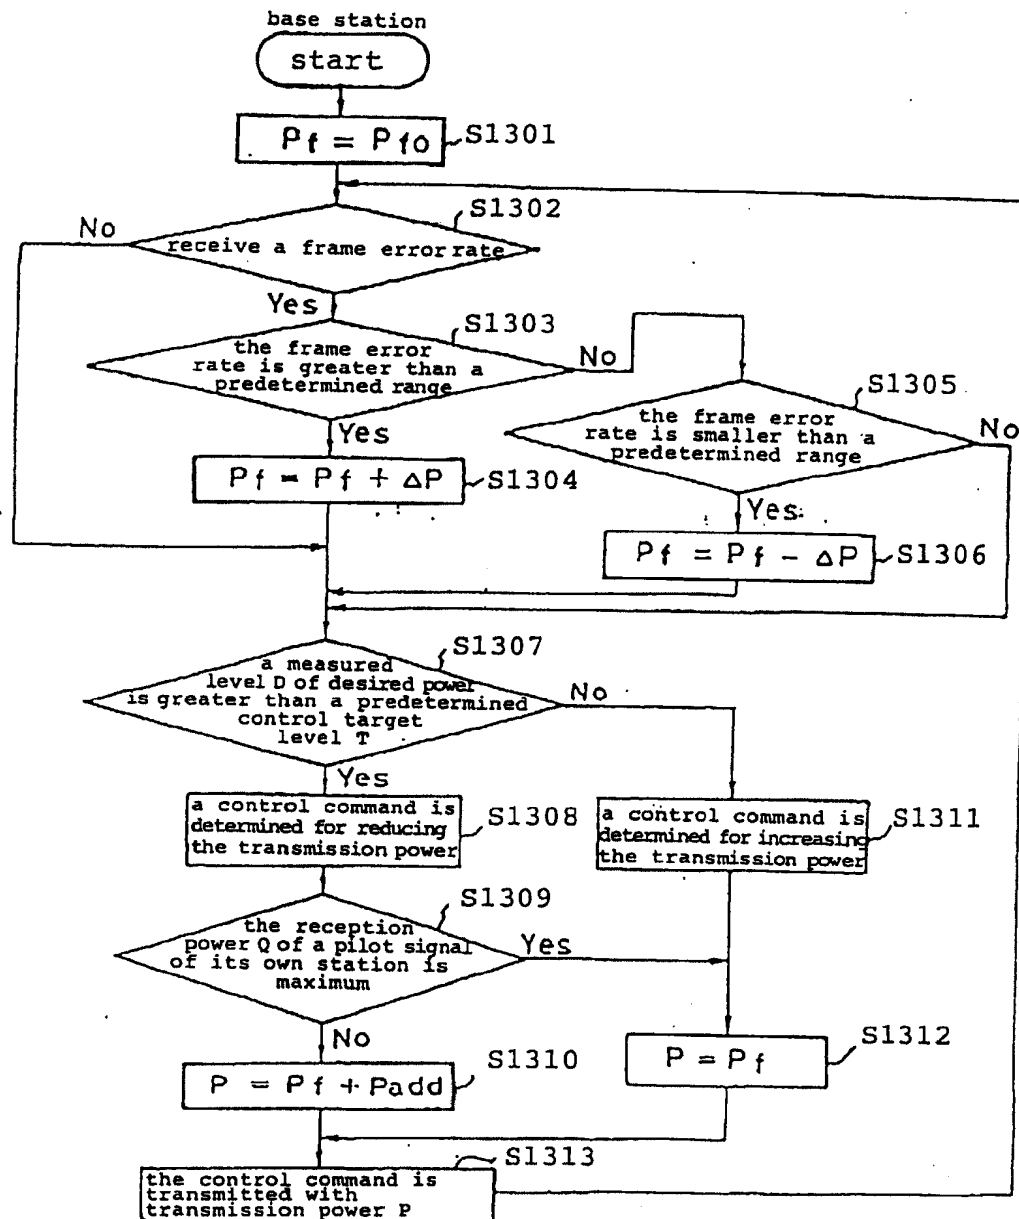 base station
start
Pf = Pfo
S1301
S1302
No
receive a frame error rate
Yes
S1303
the frame error
rate is greater than a
predetermined range
No
S1305
the frame error
rate is smaller than a
predetermined range
No
Yes
Pf = Pf + ΔP
S1304
Yes
Pf = Pf - ΔP
S1306
S1307
a measured
level D of desired power
is greater than a predetermined
control target
level T
No
Yes
a control command is
determined for reducing
the transmission power
S1308
a control command is
determined for increasing
the transmission power
S1311
S1309
the reception
power Q of a pilot signal
of its own station is
maximum
Yes
No
P = Pf + Padd
S1310
P = Pf
S1312
S1313
the control command is
transmitted with
transmission power P